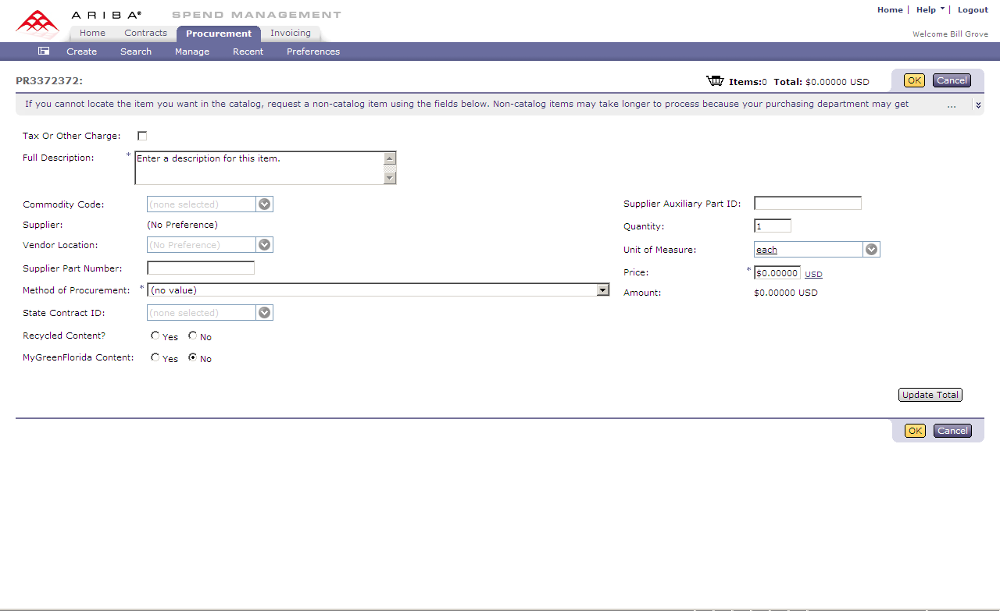 ARIBA® SPEND MANAGEMENT
Home | Help | Logout
Home Contracts Procurement Invoicing
Welcome Bill Grove
Create Search Manage Recent Preferences
PR3372372:
Items:0 Total: $0.00000 USD
OK Cancel
If you cannot locate the item you want in the catalog, request a non-catalog item using the fields below. Non-catalog items may take longer to process because your purchasing department may get ...
Tax Or Other Charge:
Full Description: * Enter a description for this item.
Commodity Code: (none selected)
Supplier: (No Preference)
Vendor Location: (No Preference)
Supplier Part Number:
Method of Procurement: * (no value)
State Contract ID: (none selected)
Recycled Content? Yes No
MyGreenFlorida Content: Yes No
Supplier Auxiliary Part ID:
Quantity: 1
Unit of Measure: each
Price: * $0.00000 USD
Amount: $0.00000 USD
Update Total
OK Cancel